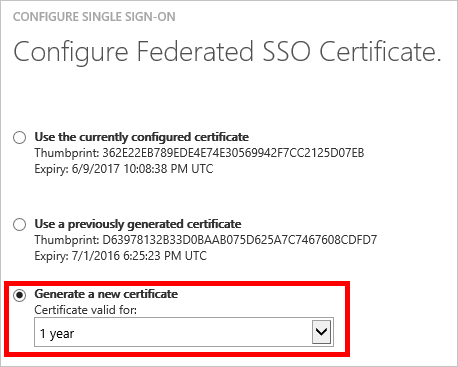 CONFIGURE SINGLE SIGN-ON
Configure Federated SSO Certificate.
Use the currently configured certificate
Thumbprint: 362E22EB789EDE4E74E30569942F7CC2125D07EB
Expiry: 6/9/2017 10:08:38 PM UTC
Use a previously generated certificate
Thumbprint: D63978132B33D0BAAB075D625A7C7467608CDFD7
Expiry: 7/1/2016 6:25:23 PM UTC
Generate a new certificate
Certificate valid for:
1 year